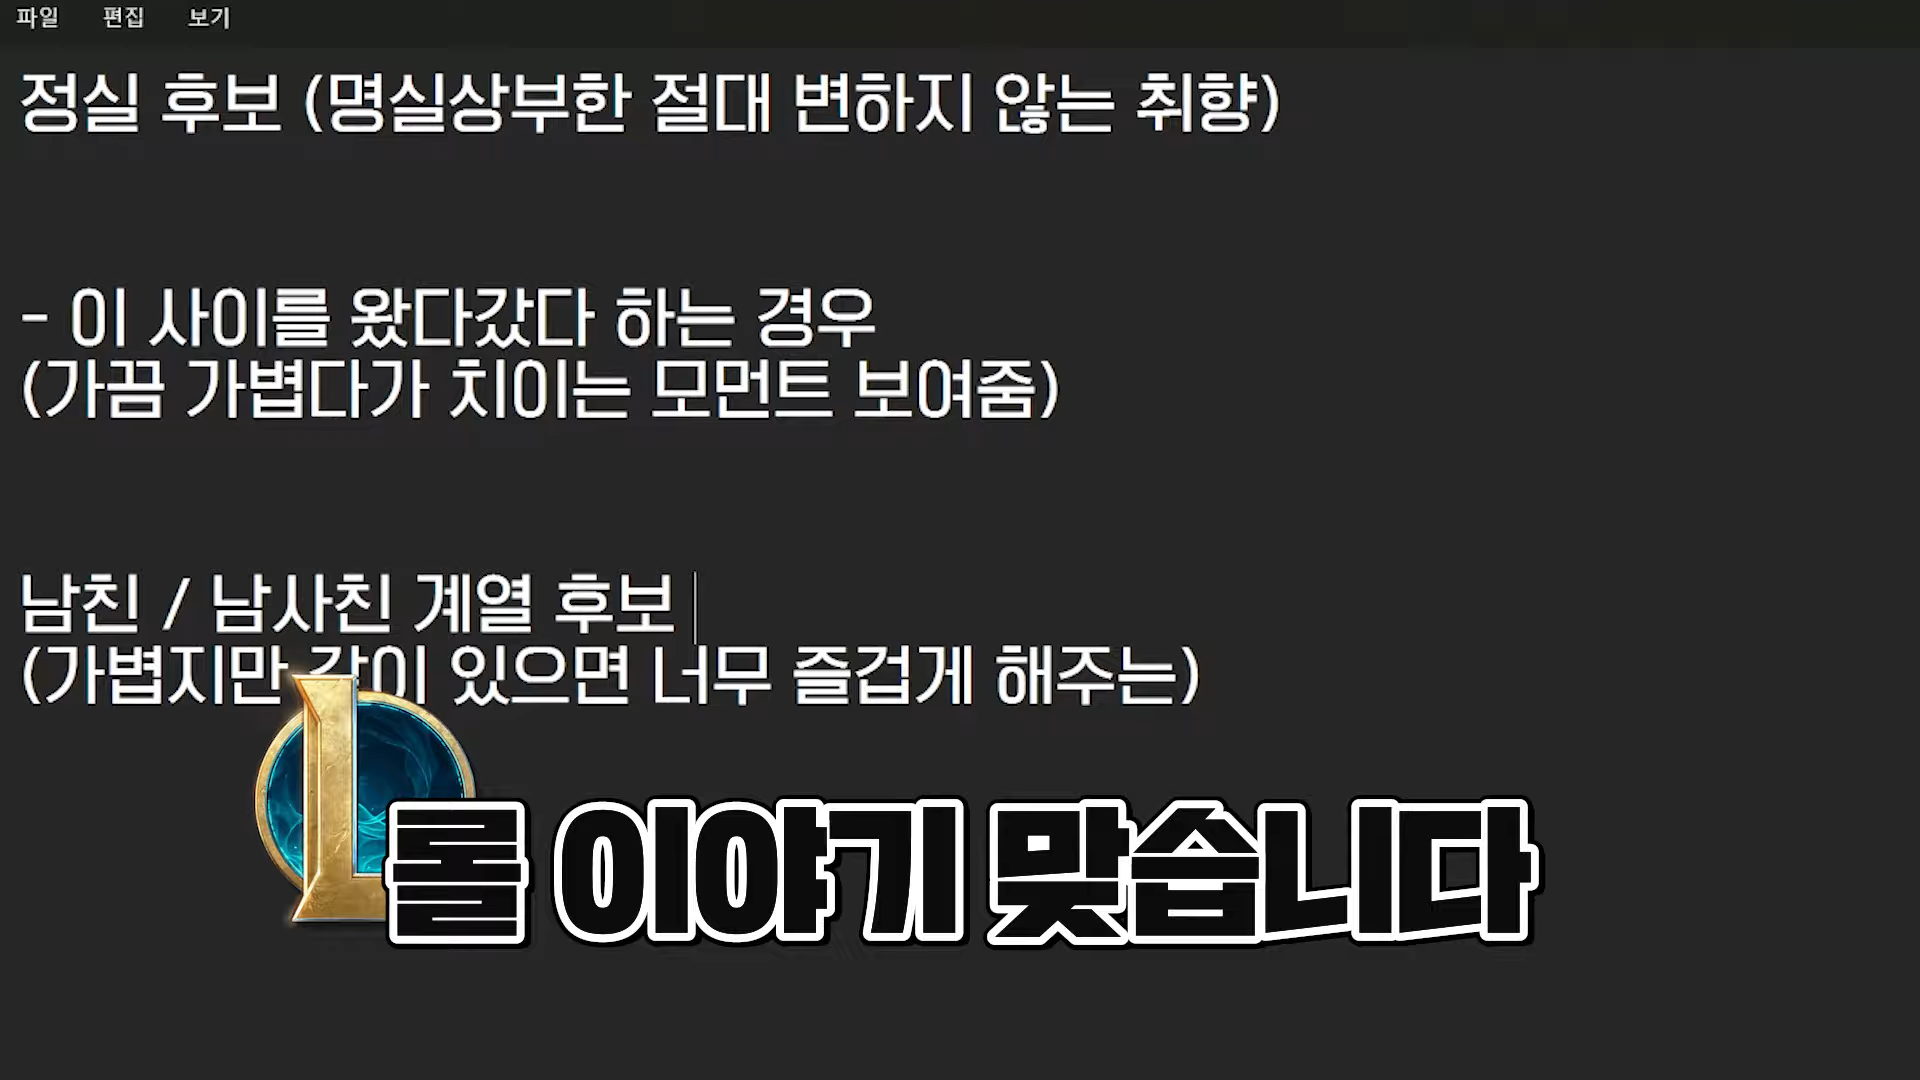 파일 편집 보기
정실 후보 (명실상부한 절대 변하지 않는 취향)
- 이 사이를 왔다갔다 하는 경우
(가끔 가볍다가 치이는 모먼트 보여줌)
남친 / 남사친 계열 후보
(가볍지만 같이 있으면 너무 즐겁게 해주는)
롤 이야기 맞습니다